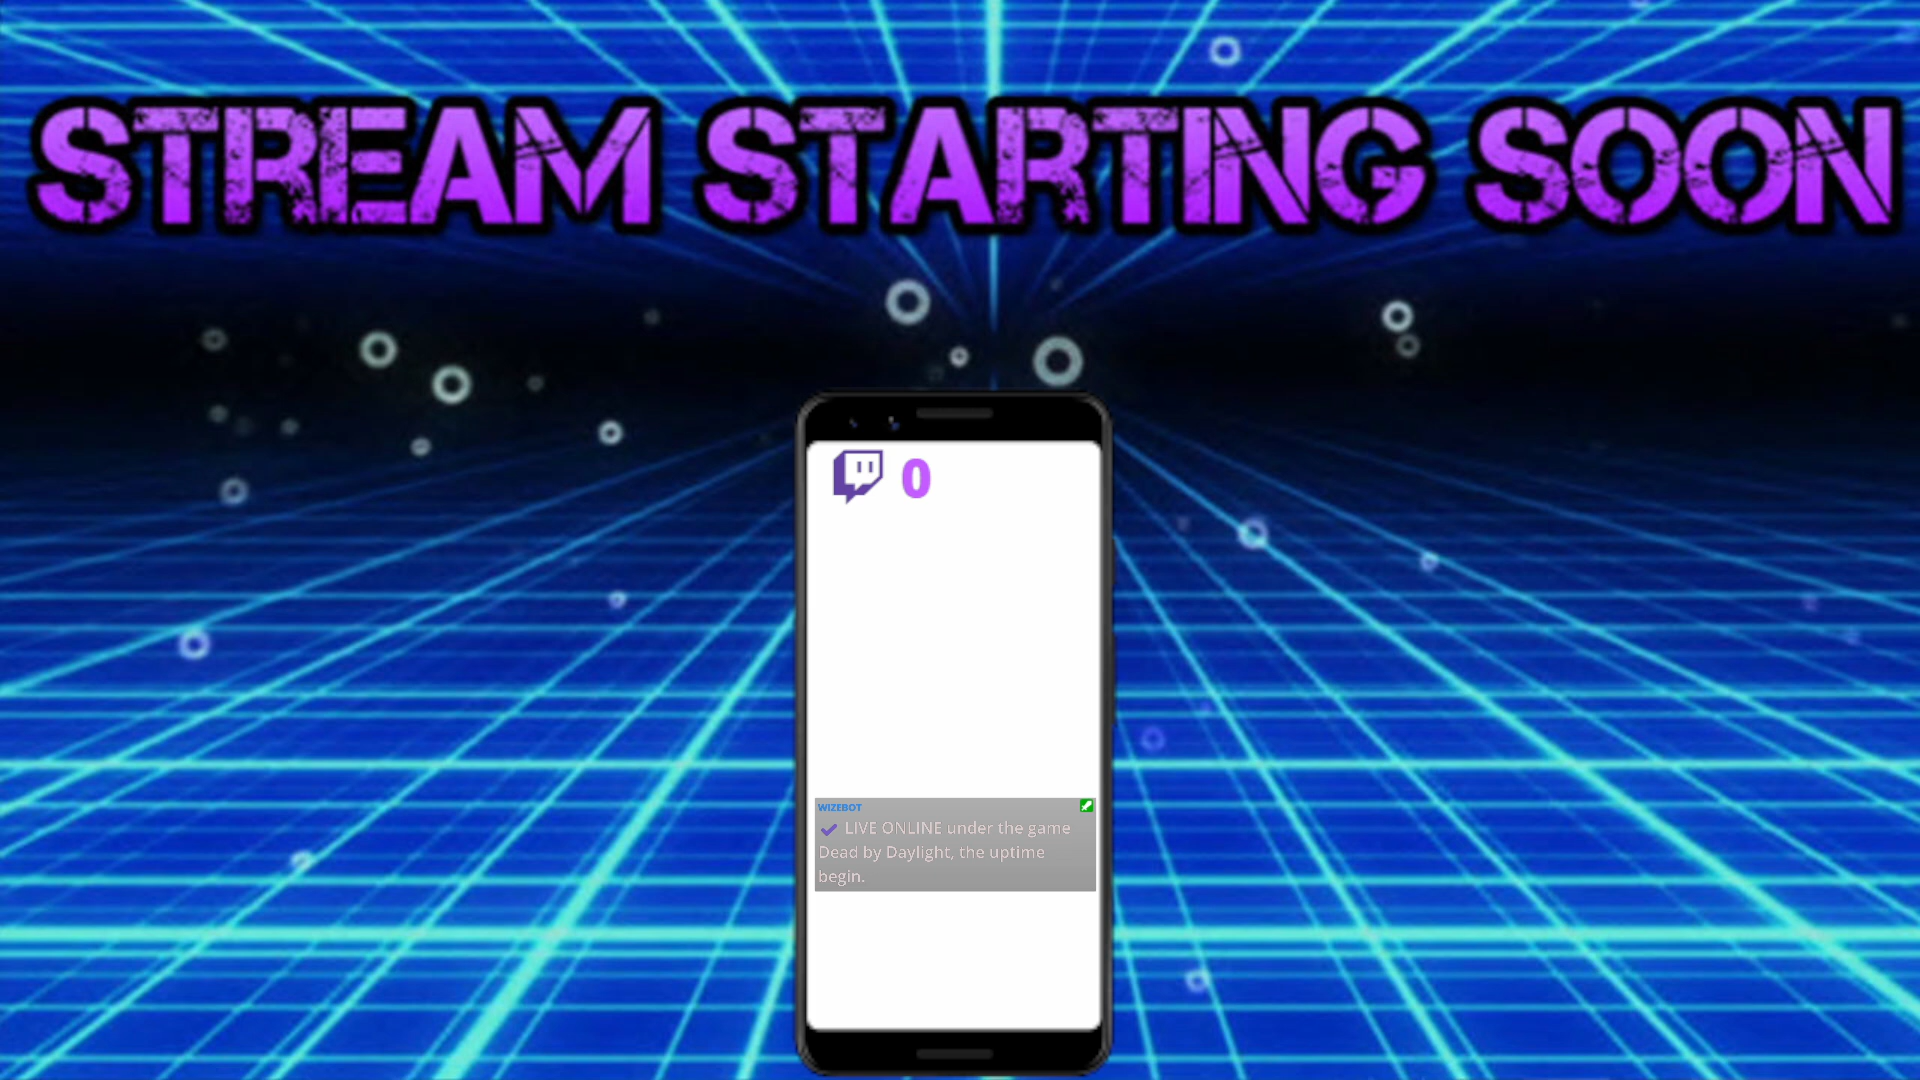 STREAM STARTING SOON
0
WIZEBOT
LIVE ONLINE under the game
Dead by Daylight, the uptime
begin.